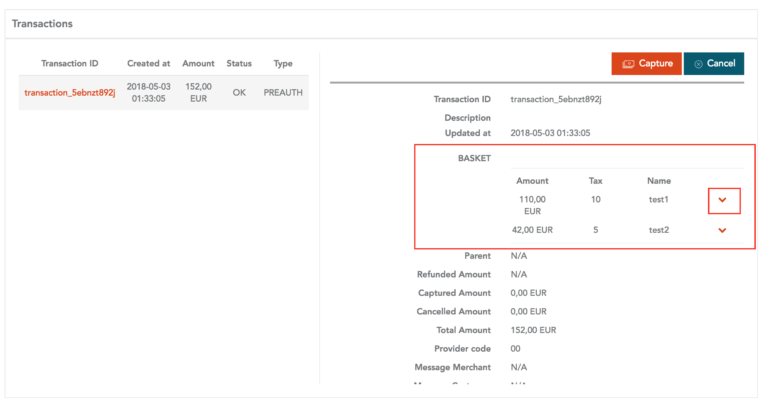 Transactions
Transaction ID Created at Amount Status Type
transaction_5ebnzt892j 2018-05-03 01:33:05 152,00 EUR OK PREAUTH
Capture Cancel
Transaction ID transaction_5ebnzt892j
Description
Updated at 2018-05-03 01:33:05
BASKET
Amount Tax Name
110,00 EUR 10 test1
42,00 EUR 5 test2
Parent N/A
Refunded Amount N/A
Captured Amount 0,00 EUR
Cancelled Amount 0,00 EUR
Total Amount 152,00 EUR
Provider code 00
Message Merchant N/A